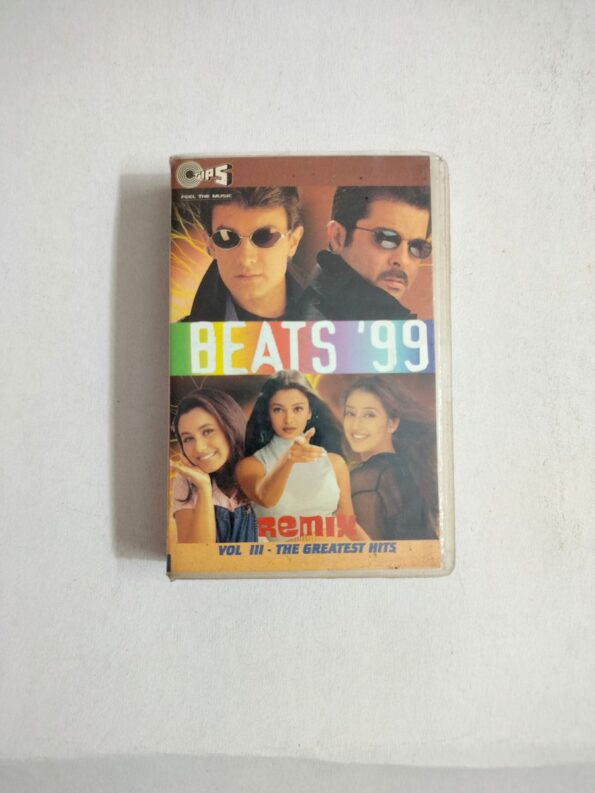 TIPS
FEEL THE MUSIC
BEATS '99
REMIX
VOL III - THE GREATEST HITS